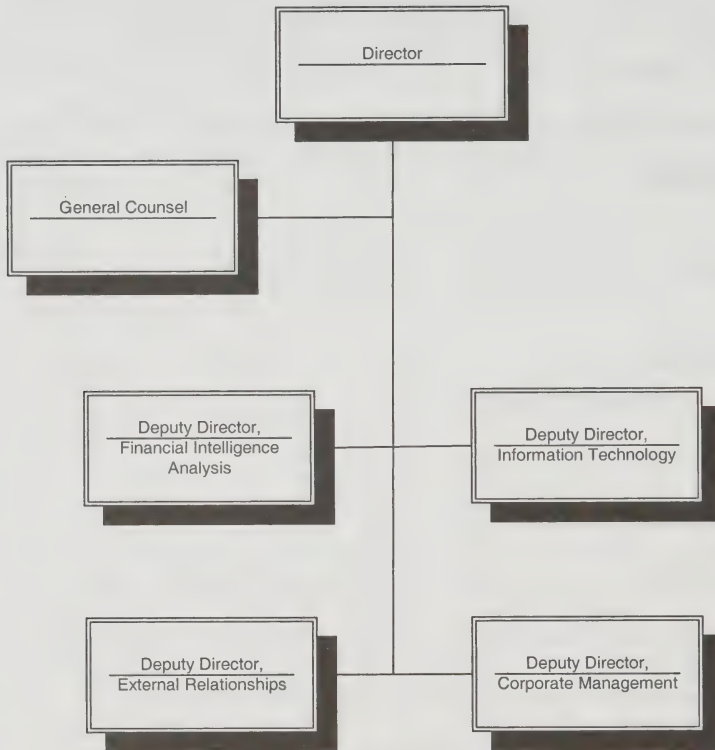 Director
General Counsel
Deputy Director,
Financial Intelligence
Analysis
Deputy Director,
Information Technology
Deputy Director,
External Relationships
Deputy Director,
Corporate Management